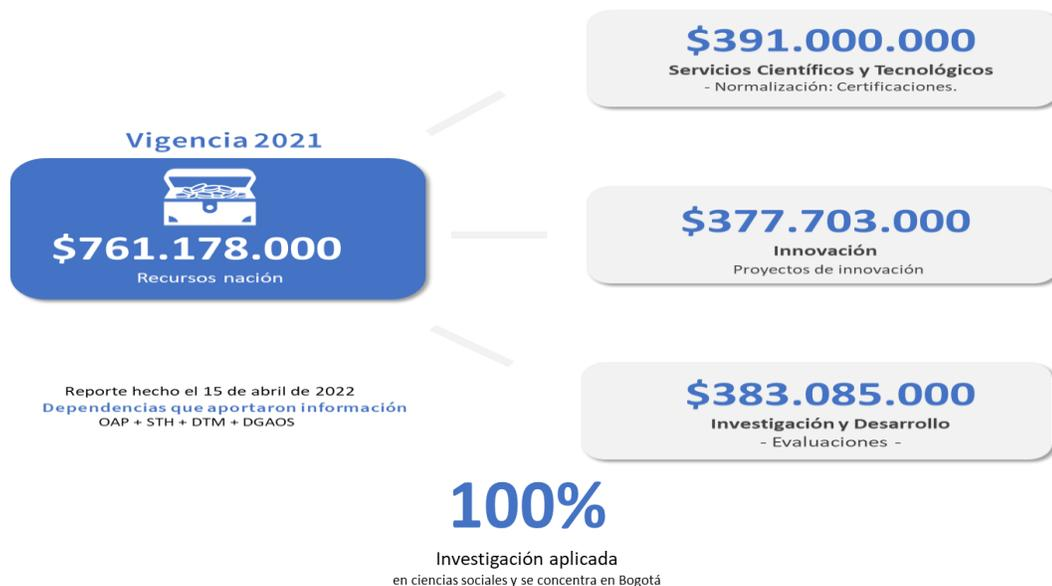 Vigencia 2021
$761.178.000
Recursos nación
Reporte hecho el 15 de abril de 2022
Dependencias que aportaron información
OAP + STH + DTM + DGAOS
$391.000.000
Servicios Científicos y Tecnológicos
- Normalización: Certificaciones.
$377.703.000
Innovación
Proyectos de innovación
$383.085.000
Investigación y Desarrollo
- Evaluaciones -
100%
Investigación aplicada
en ciencias sociales y se concentra en Bogotá